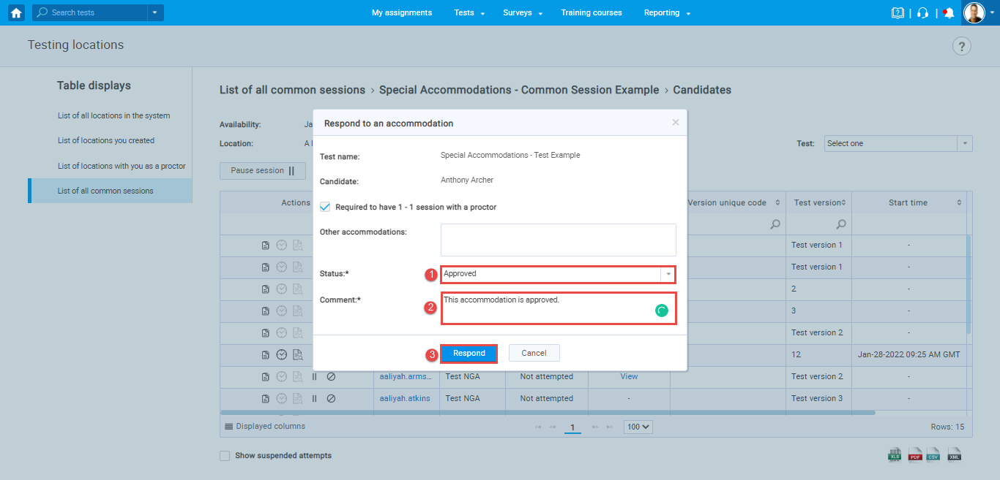 Search tests
My assignments
Tests
Surveys
Training courses
Reporting
Testing locations
?
Table displays
List of all locations in the system
List of locations you created
List of locations with you as a proctor
List of all common sessions
List of all common sessions › Special Accommodations - Common Session Example › Candidates
Availability: Ja
Location: A
Test: Select one
Pause session
Respond to an accommodation
Test name: Special Accommodations - Test Example
Candidate: Anthony Archer
Required to have 1 - 1 session with a proctor
Other accommodations:
Status:* 1 Approved
Comment:* 2 This accommodation is approved.
3 Respond Cancel
Actions Version unique code Test version Start time
Test version 1 -
Test version 1 -
2 -
3 -
Test version 2 -
12 Jan-28-2022 09:25 AM GMT
aaliyah.arms... Test NGA Not attempted View Test version 2 -
aaliyah.atkins Test NGA Not attempted - Test version 3 -
Displayed columns 1 100 Rows: 15
Show suspended attempts
XLS PDF CSV XML